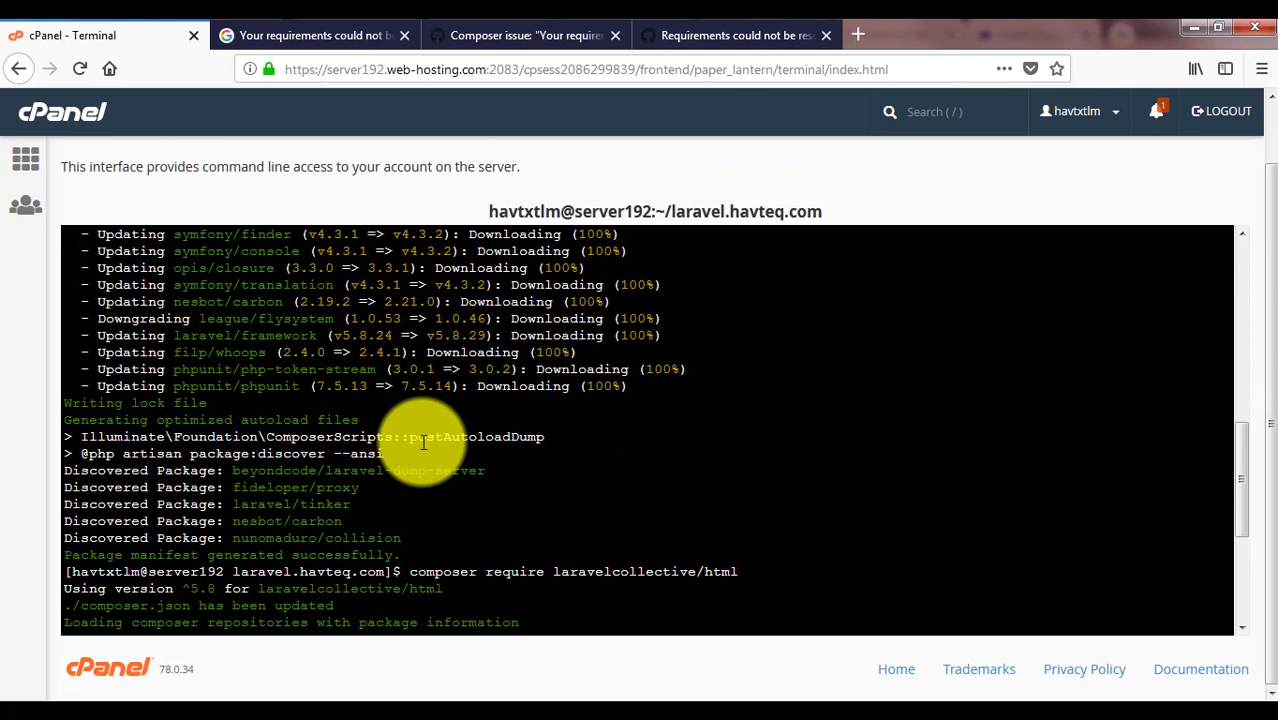 cPanel - Terminal
Your requirements could not b
Composer issue: "Your require
Requirements could not be res
https://server192.web-hosting.com:2083/cpsess2086299839/frontend/paper_lantern/terminal/index.html
cPanel
Search ( / )
havtxtlm
1
LOGOUT
This interface provides command line access to your account on the server.
havtxtlm@server192:~/laravel.havteq.com
- Updating symfony/finder (v4.3.1 => v4.3.2): Downloading (100%)
- Updating symfony/console (v4.3.1 => v4.3.2): Downloading (100%)
- Updating opis/closure (3.3.0 => 3.3.1): Downloading (100%)
- Updating symfony/translation (v4.3.1 => v4.3.2): Downloading (100%)
- Updating nesbot/carbon (2.19.2 => 2.21.0): Downloading (100%)
- Downgrading league/flysystem (1.0.53 => 1.0.46): Downloading (100%)
- Updating laravel/framework (v5.8.24 => v5.8.29): Downloading (100%)
- Updating filp/whoops (2.4.0 => 2.4.1): Downloading (100%)
- Updating phpunit/php-token-stream (3.0.1 => 3.0.2): Downloading (100%)
- Updating phpunit/phpunit (7.5.13 => 7.5.14): Downloading (100%)
Writing lock file
Generating optimized autoload files
> Illuminate\Foundation\ComposerScripts::postAutoloadDump
> @php artisan package:discover --ansi
Discovered Package: beyondcode/laravel-dump-server
Discovered Package: fideloper/proxy
Discovered Package: laravel/tinker
Discovered Package: nesbot/carbon
Discovered Package: nunomaduro/collision
Package manifest generated successfully.
[havtxtlm@server192 laravel.havteq.com]$ composer require laravelcollective/html
Using version ^5.8 for laravelcollective/html
./composer.json has been updated
Loading composer repositories with package information
cPanel 78.0.34
Home Trademarks Privacy Policy Documentation